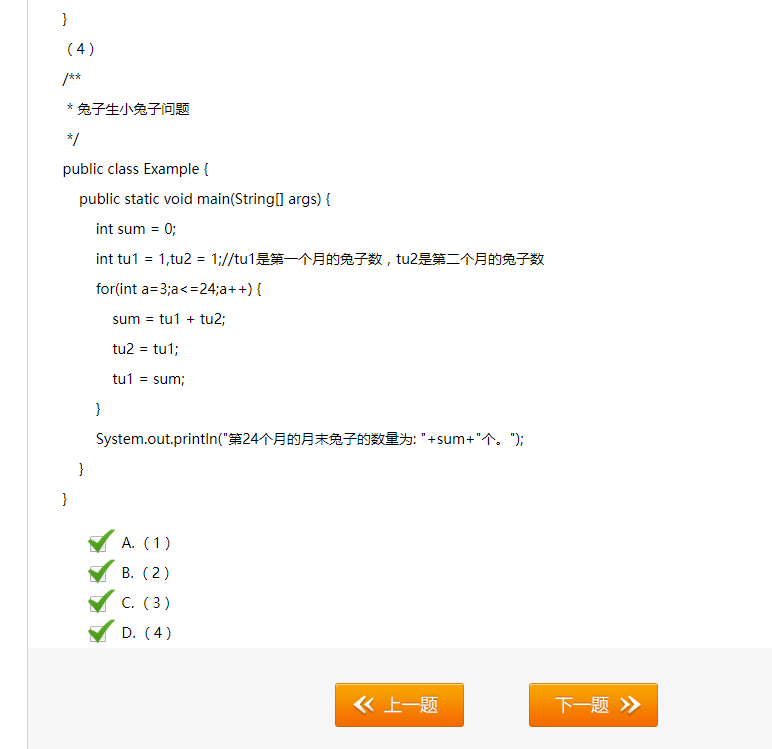 }
（4）
/**
* 兔子生小兔子问题
*/
public class Example {
public static void main(String[] args) {
int sum = 0;
int tu1 = 1,tu2 = 1;//tu1是第一个月的兔子数，tu2是第二个月的兔子数
for(int a=3;a<=24;a++) {
sum = tu1 + tu2;
tu2 = tu1;
tu1 = sum;
}
System.out.println("第24个月的月末兔子的数量为: "+sum+"个。");
}
}
A.（1）
B.（2）
C.（3）
D.（4）
上一题 下一题